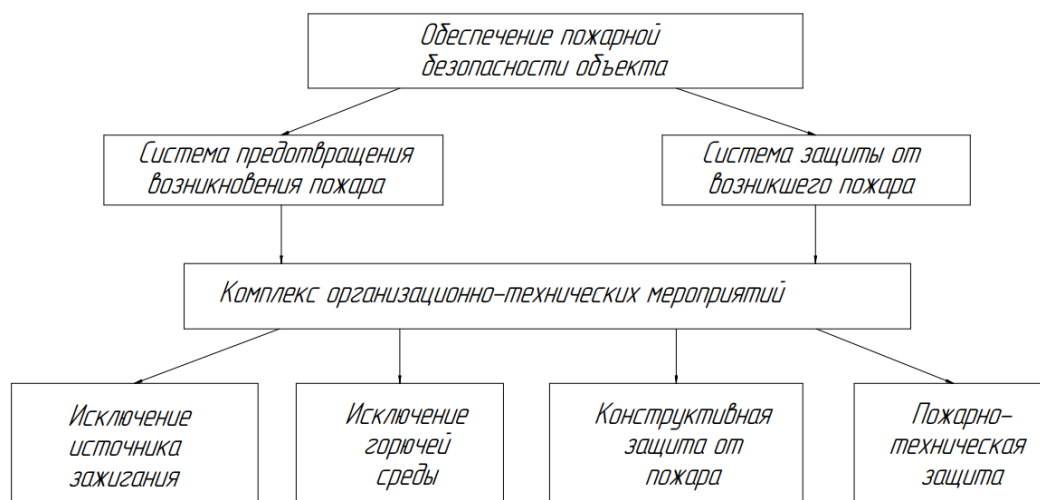 Обеспечение пожарной
безопасности объекта
Система предотвращения
возникновения пожара
Система защиты от
возникшего пожара
Комплекс организационно-технических мероприятий
Исключение
источника
зажигания
Исключение
горючей
среды
Конструктивная
защита от
пожара
Пожарно-
техническая
защита